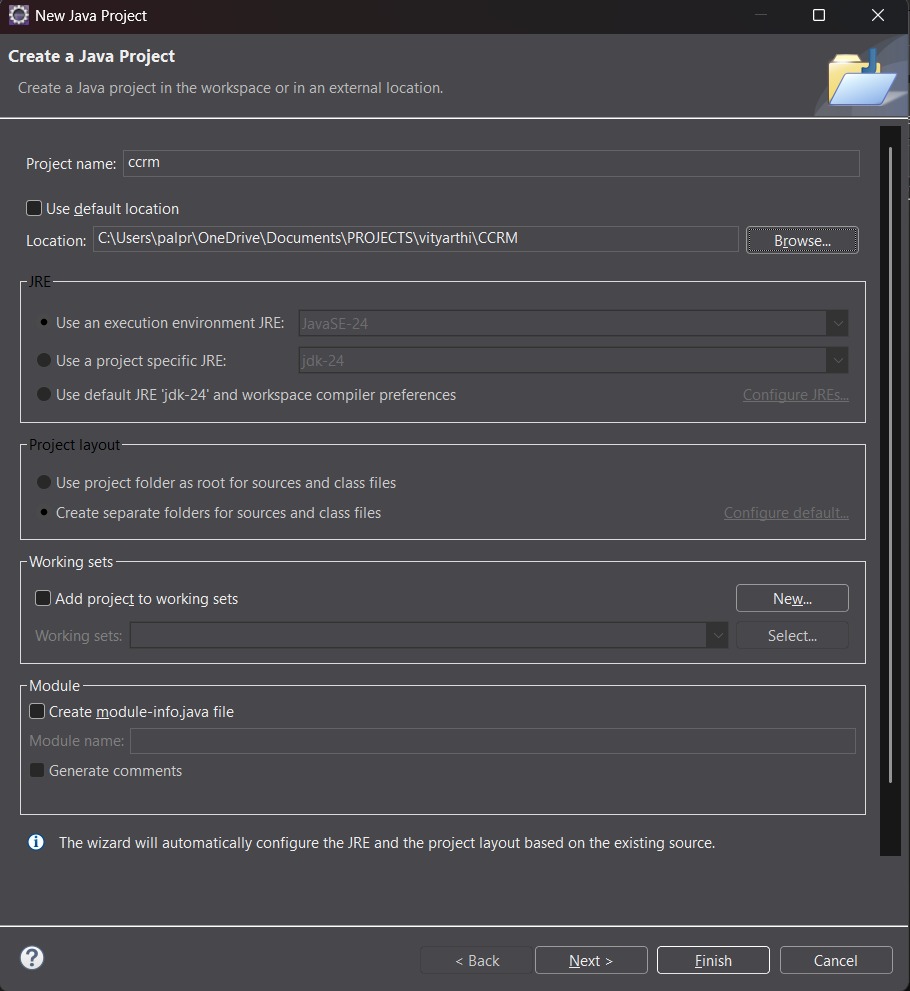 New Java Project
Create a Java Project
Create a Java project in the workspace or in an external location.
Project name: ccrm
Use default location
Location: C:\Users\palpr\OneDrive\Documents\PROJECTS\vityarthi\CCRM Browse...
JRE
Use an execution environment JRE: JavaSE-24
Use a project specific JRE: jdk-24
Use default JRE 'jdk-24' and workspace compiler preferences Configure JREs...
Project layout
Use project folder as root for sources and class files
Create separate folders for sources and class files Configure default...
Working sets
Add project to working sets New...
Working sets: Select...
Module
Create module-info.java file
Module name:
Generate comments
The wizard will automatically configure the JRE and the project layout based on the existing source.
< Back Next > Finish Cancel